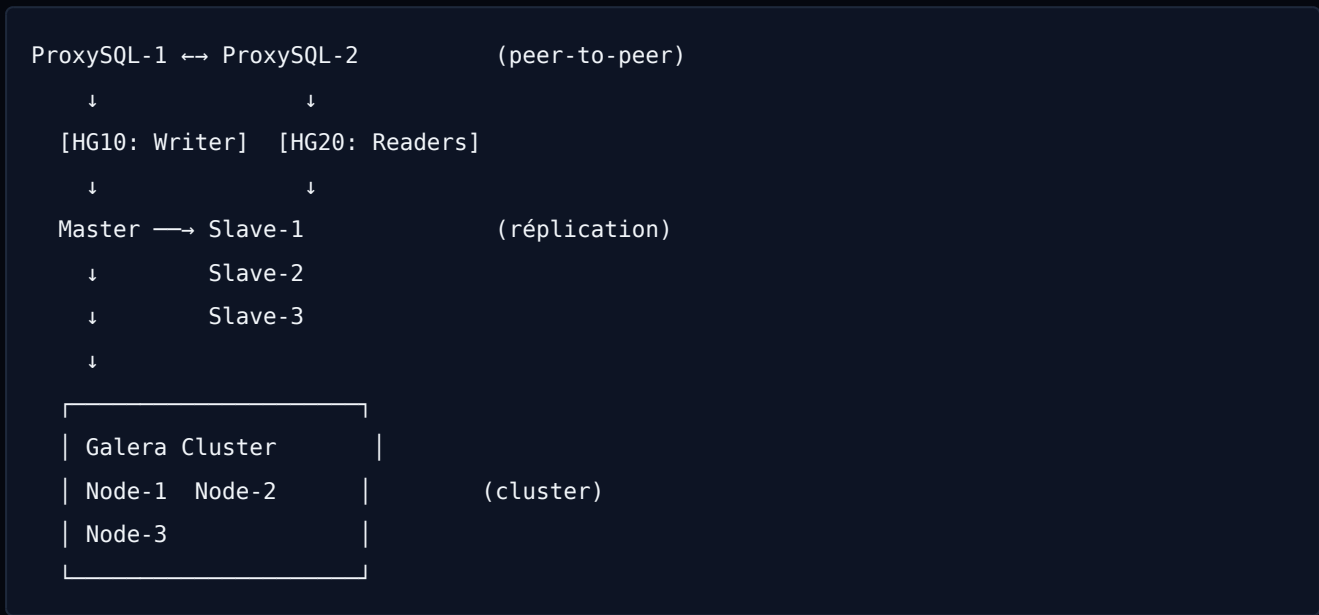 ProxySQL-1 ←→ ProxySQL-2          (peer-to-peer)
    ↓               ↓
  [HG10: Writer]  [HG20: Readers]
    ↓               ↓
  Master ──→ Slave-1              (réplication)
    ↓        Slave-2
    ↓        Slave-3
    ↓
  ┌─────────────────────┐
  │ Galera Cluster       │
  │ Node-1  Node-2      │        (cluster)
  │ Node-3              │
  └─────────────────────┘